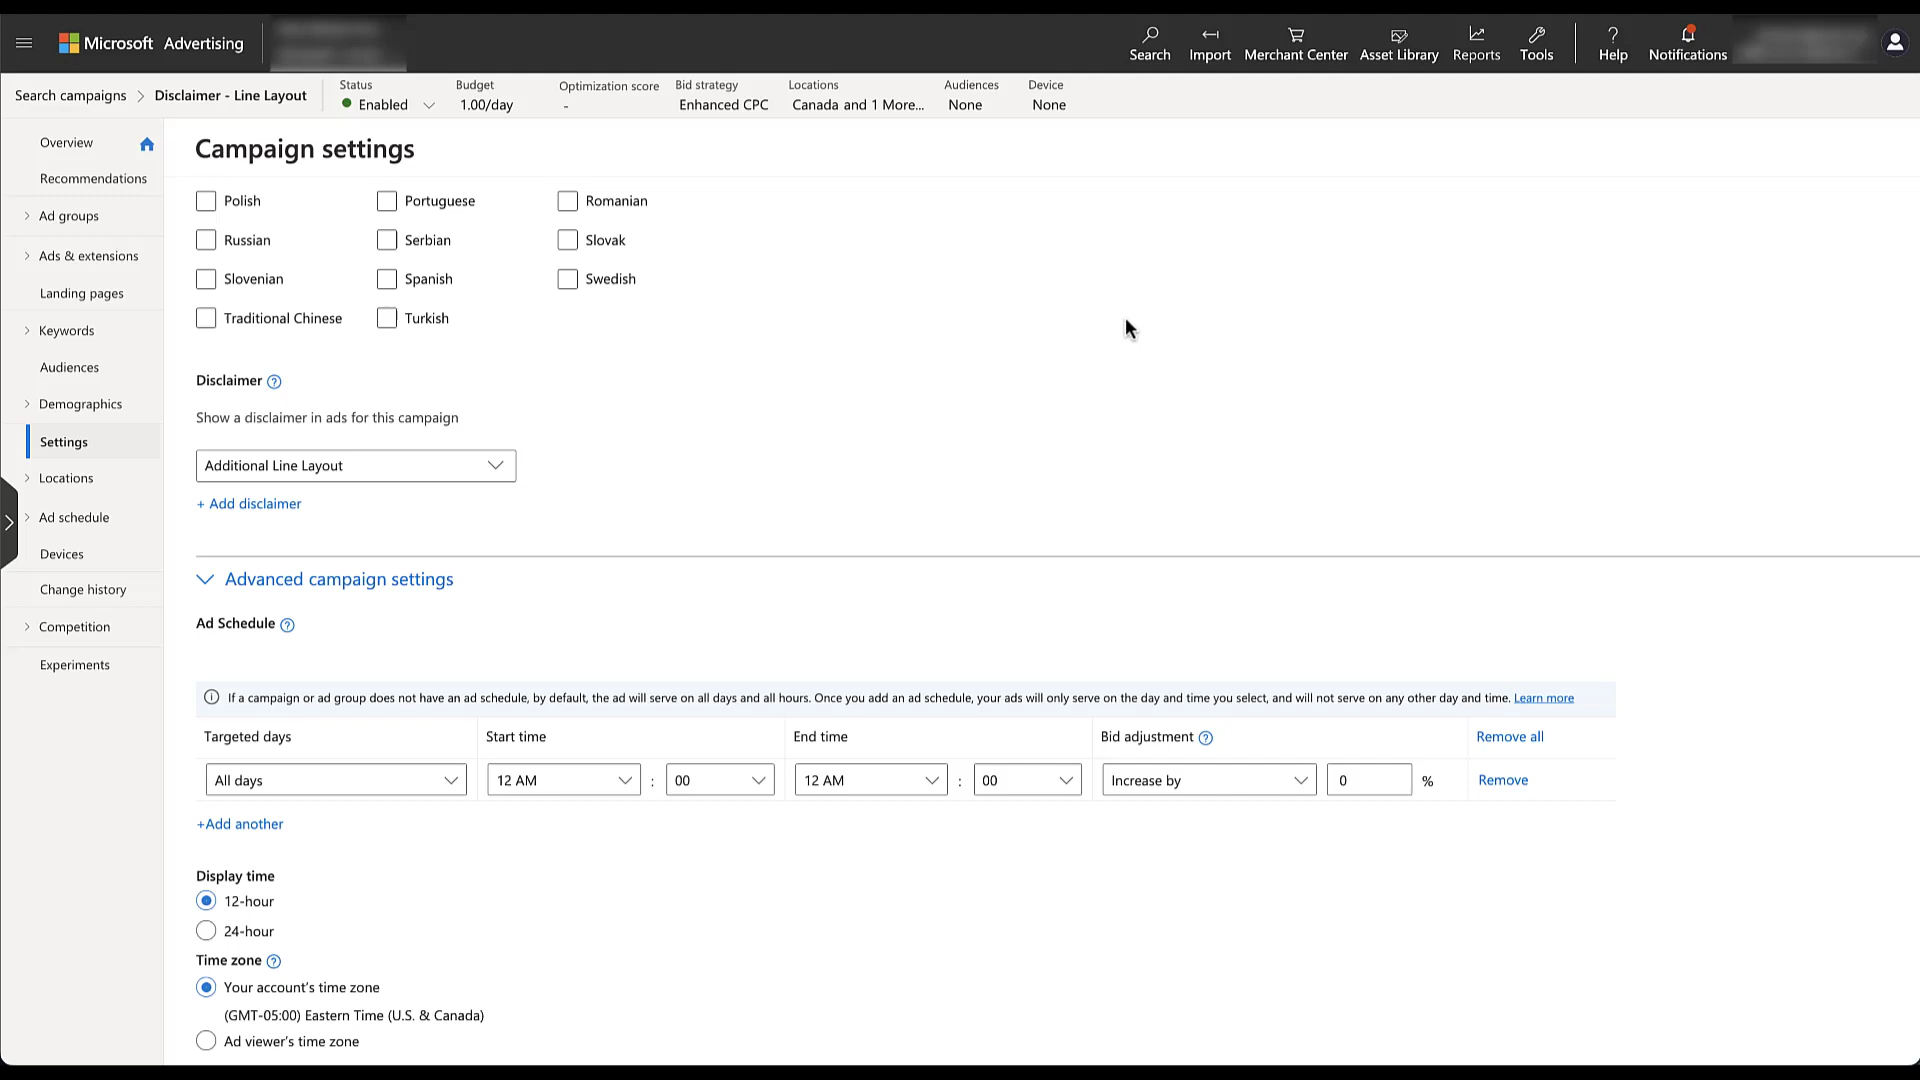 Microsoft Advertising
Search Import Merchant Center Asset Library Reports Tools Help Notifications
Search campaigns Disclaimer - Line Layout
Status Budget Optimization score Bid strategy Locations Audiences Device
Enabled 1.00/day - Enhanced CPC Canada and 1 More... None None
Overview
Recommendations
Ad groups
Ads & extensions
Landing pages
Keywords
Audiences
Demographics
Settings
Locations
Ad schedule
Devices
Change history
Competition
Experiments
Campaign settings
Polish Portuguese Romanian
Russian Serbian Slovak
Slovenian Spanish Swedish
Traditional Chinese Turkish
Disclaimer
Show a disclaimer in ads for this campaign
Additional Line Layout
+ Add disclaimer
Advanced campaign settings
Ad Schedule
If a campaign or ad group does not have an ad schedule, by default, the ad will serve on all days and all hours. Once you add an ad schedule, your ads will only serve on the day and time you select, and will not serve on any other day and time. Learn more
Targeted days Start time End time Bid adjustment Remove all
All days 12 AM : 00 12 AM : 00 Increase by 0 % Remove
+Add another
Display time
12-hour
24-hour
Time zone
Your account's time zone
(GMT-05:00) Eastern Time (U.S. & Canada)
Ad viewer's time zone